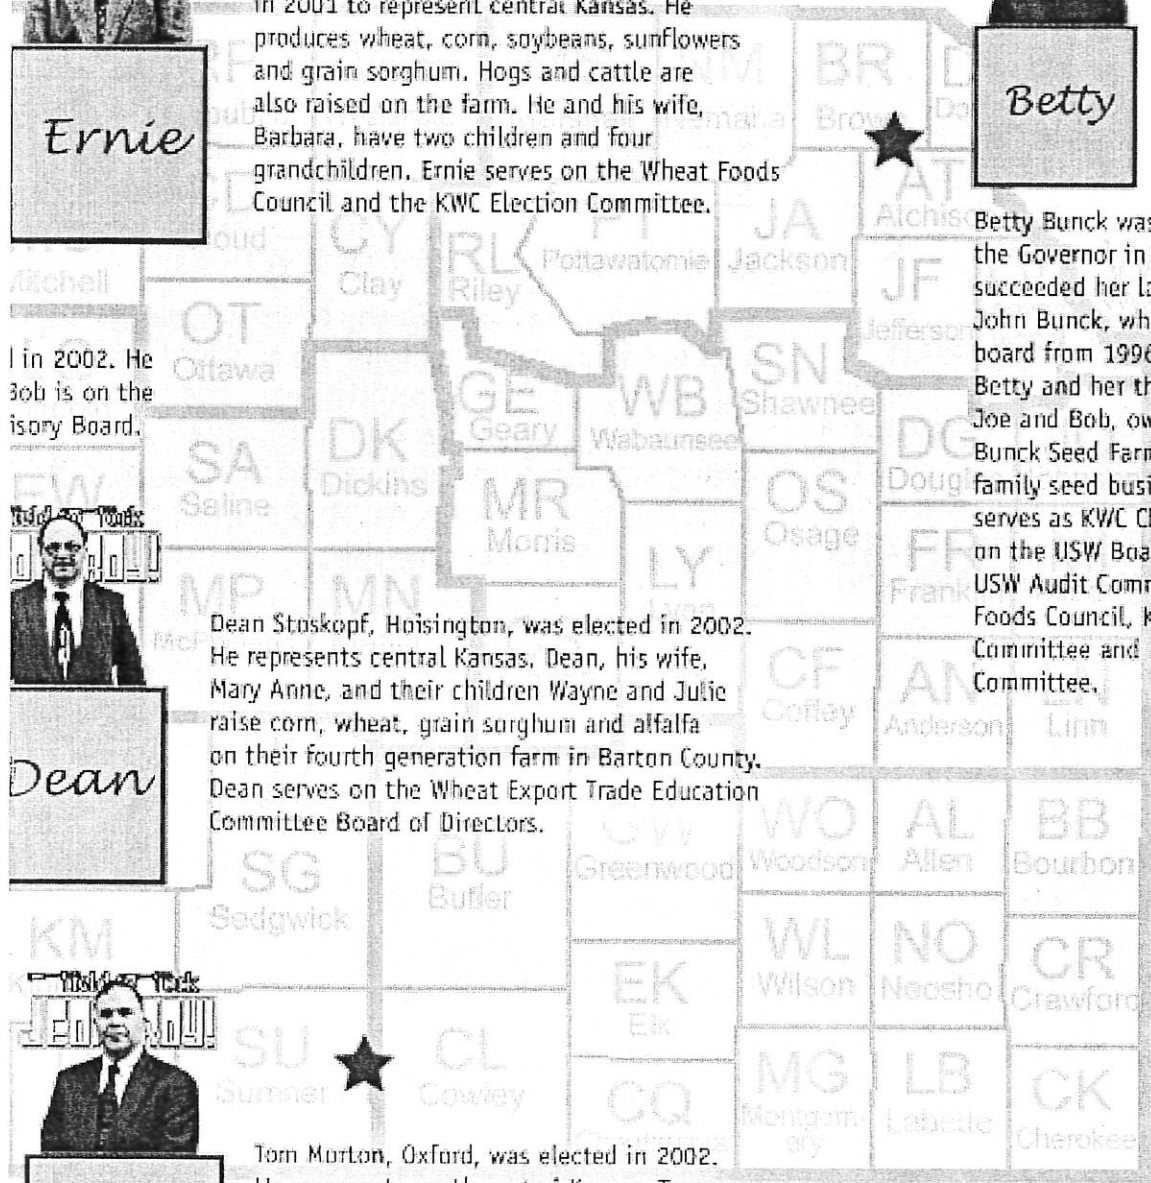 in 2001 to represent central Kansas. He
produces wheat, corn, soybeans, sunflowers
and grain sorghum. Hogs and cattle are
also raised on the farm. He and his wife,
Barbara, have two children and four
grandchildren. Ernie serves on the Wheat Foods
Council and the KWC Election Committee.
Ernie
Betty
Betty Bunck was
the Governor in
succeeded her la
John Bunck, wh
board from 1996
Betty and her th
Joe and Bob, ow
Bunck Seed Farm
family seed busi
serves as KWC C
on the USW Boa
USW Audit Comm
Foods Council, K
Committee and
Committee.
in 2002. He
Bob is on the
isory Board.
Dean Stoskopf, Hoisington, was elected in 2002.
He represents central Kansas. Dean, his wife,
Mary Anne, and their children Wayne and Julie
raise corn, wheat, grain sorghum and alfalfa
on their fourth generation farm in Barton County.
Dean serves on the Wheat Export Trade Education
Committee Board of Directors.
Dean
Tom Morton, Oxford, was elected in 2002.
BR
Brow
AT
Atchiso
CY
Clay
RL
Riley
Pottawatomie
JA
Jackson
JF
Jefferson
Mitchell
OT
Ottawa
GE
Geary
WB
Wabaunsee
SN
Shawnee
DG
Dougl
SA
Saline
DK
Dickins
MR
Morris
LY
Lynn
OS
Osage
FR
Frank
EW
MP
MN
CF
Coffey
AN
Anderson
LN
Linn
SG
Sedgwick
BU
Butler
GW
Greenwood
WO
Woodson
AL
Allen
BB
Bourbon
KM
EK
Elk
WL
Wilson
NO
Neosho
CR
Crawford
SU
Sumner
CL
Cowley
CQ
MG
Montgom-
ery
LB
Labette
CK
Cherokee